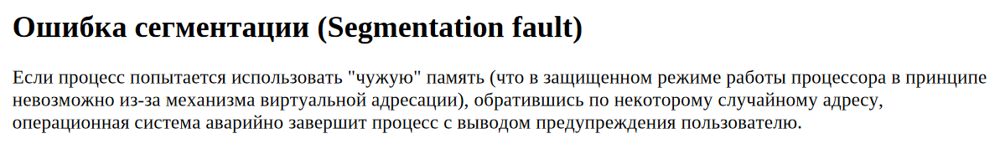 Ошибка сегментации (Segmentation fault)
Если процесс попытается использовать "чужую" память (что в защищенном режиме работы процессора в принципе
невозможно из-за механизма виртуальной адресации), обратившись по некоторому случайному адресу,
операционная система аварийно завершит процесс с выводом предупреждения пользователю.